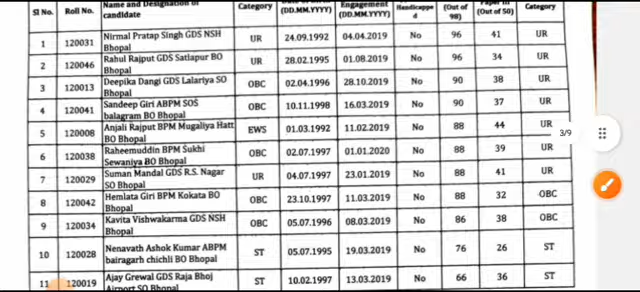 Sl No. Roll No. Name and Designation of candidate Category (DD.MM.YYYY) Engagement (DD.MM.YYYY) Handicapped (Out of 98) (Out of 50) Category
1 120031 Nirmal Pratap Singh GDS NSH Bhopal UR 24.09.1992 04.04.2019 No 96 41 UR
2 120046 Rahul Rajput GDS Satlapur BO Bhopal UR 28.02.1995 01.08.2019 No 96 34 UR
3 120013 Deepika Dangi GDS Lalariya SO Bhopal OBC 02.04.1996 28.10.2019 No 90 38 UR
4 120041 Sandeep Giri ABPM SOS balagram BO Bhopal OBC 10.11.1998 16.03.2019 No 90 37 UR
5 120008 Anjali Rajput BPM Mugaliya Hatt BO Bhopal EWS 01.03.1992 11.02.2019 No 88 44 UR
3/9
6 120038 Raheemuddin BPM Sukhi Sewaniya BO Bhopal OBC 02.07.1997 01.01.2020 No 88 39 UR
7 120029 Suman Mandal GDS R.S. Nagar SO Bhopal UR 04.07.1997 23.01.2019 No 88 41 UR
8 120042 Hemlata Giri BPM Kokata BO Bhopal OBC 23.10.1997 11.03.2019 No 88 32 OBC
9 120034 Kavita Vishwakarma GDS NSH Bhopal OBC 05.07.1996 08.03.2019 No 86 38 OBC
10 120028 Nenavath Ashok Kumar ABPM bairagarh chichli BO Bhopal ST 05.07.1995 19.03.2019 No 76 26 ST
11 120019 Ajay Grewal GDS Raja Bhoj Airport SO Bhopal ST 10.02.1997 13.03.2019 No 66 36 ST